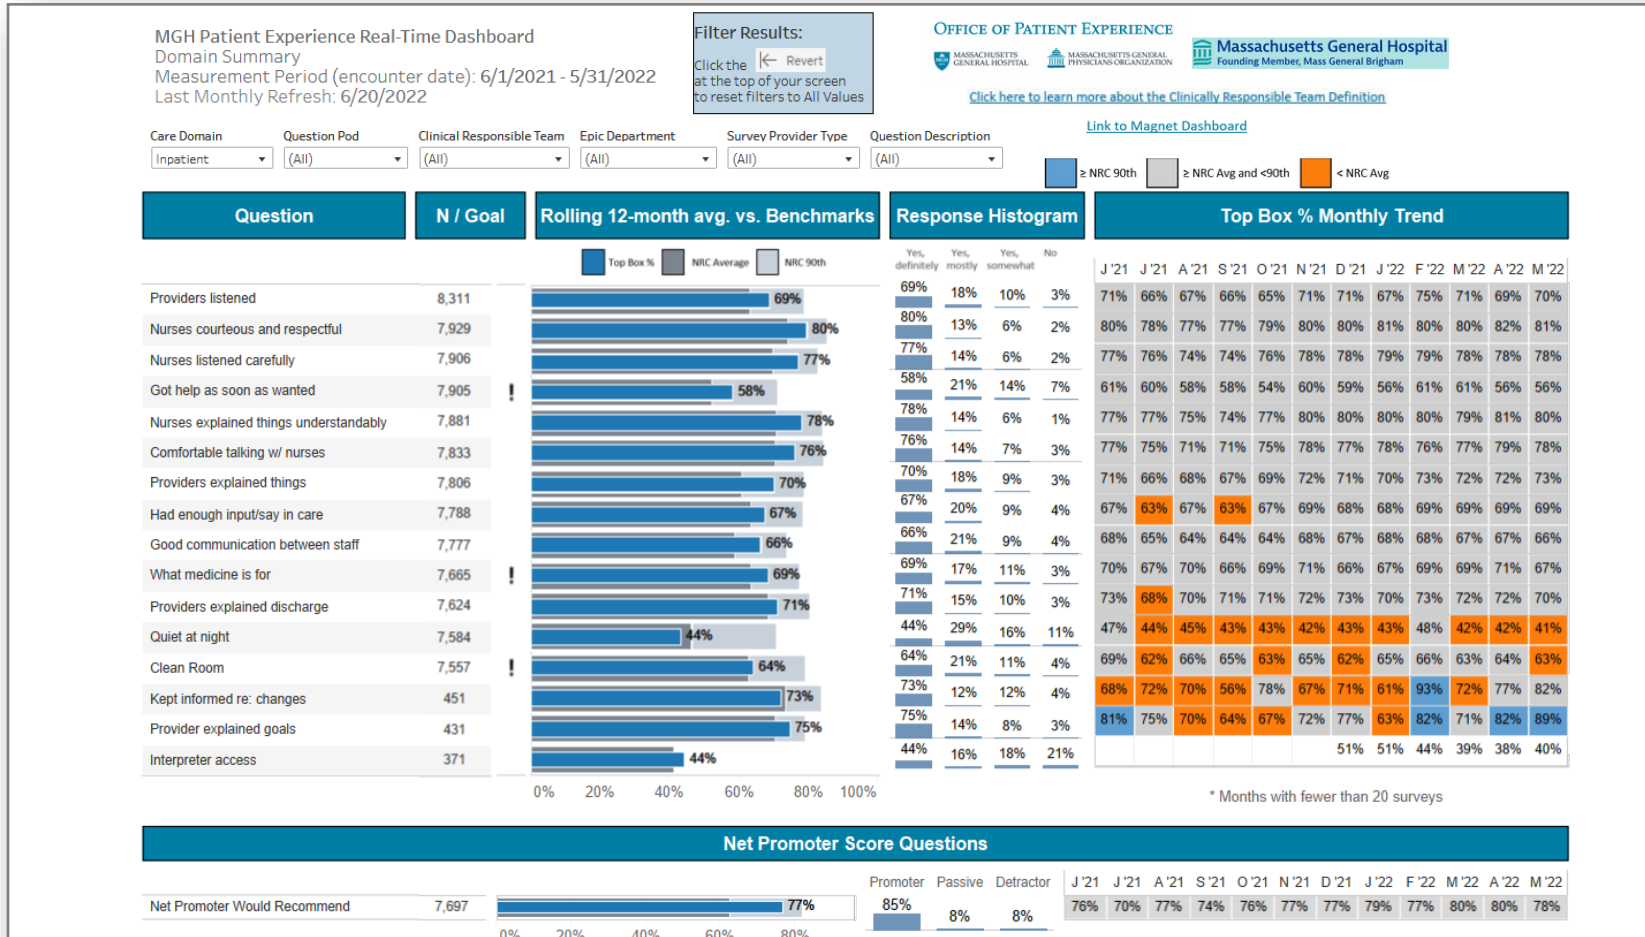 MGH Patient Experience Real-Time Dashboard
Domain Summary
Measurement Period (encounter date): 6/1/2021 - 5/31/2022
Last Monthly Refresh: 6/20/2022
Filter Results:
Click the Revert
at the top of your screen
to reset filters to All Values
OFFICE OF PATIENT EXPERIENCE
MASSACHUSETTS GENERAL HOSPITAL
MASSACHUSETTS GENERAL PHYSICIANS ORGANIZATION
Massachusetts General Hospital
Founding Member, Mass General Brigham
Click here to learn more about the Clinically Responsible Team Definition
Link to Magnet Dashboard
Care Domain Question Pod Clinical Responsible Team Epic Department Survey Provider Type Question Description
Inpatient (All) (All) (All) (All) (All)
≥ NRC 90th ≥ NRC Avg and <90th < NRC Avg
Question N / Goal Rolling 12-month avg. vs. Benchmarks Response Histogram Top Box % Monthly Trend
Top Box % NRC Average NRC 90th
Yes, definitely Yes, mostly Yes, somewhat No
J '21 J '21 A '21 S '21 O '21 N '21 D '21 J '22 F '22 M '22 A '22 M '22
Providers listened 8,311 69% 69% 18% 10% 3% 71% 66% 67% 66% 65% 71% 71% 67% 75% 71% 69% 70%
Nurses courteous and respectful 7,929 80% 80% 13% 6% 2% 80% 78% 77% 77% 79% 80% 80% 81% 80% 80% 82% 81%
Nurses listened carefully 7,906 77% 77% 14% 6% 2% 77% 76% 74% 74% 76% 78% 78% 79% 79% 78% 78% 78%
Got help as soon as wanted 7,905 ! 58% 58% 21% 14% 7% 61% 60% 58% 58% 54% 60% 59% 56% 61% 61% 56% 56%
Nurses explained things understandably 7,881 78% 78% 14% 6% 1% 77% 77% 75% 74% 77% 80% 80% 80% 80% 79% 81% 80%
Comfortable talking w/ nurses 7,833 76% 76% 14% 7% 3% 77% 75% 71% 71% 75% 78% 77% 78% 76% 77% 79% 78%
Providers explained things 7,806 70% 70% 18% 9% 3% 71% 66% 68% 67% 69% 72% 71% 70% 73% 72% 72% 73%
Had enough input/say in care 7,788 67% 67% 20% 9% 4% 67% 63% 67% 63% 67% 69% 68% 68% 69% 69% 69% 69%
Good communication between staff 7,777 66% 66% 21% 9% 4% 68% 65% 64% 64% 64% 68% 67% 68% 68% 67% 67% 66%
What medicine is for 7,665 ! 69% 69% 17% 11% 3% 70% 67% 70% 66% 69% 71% 66% 67% 69% 69% 71% 67%
Providers explained discharge 7,624 71% 71% 15% 10% 3% 73% 68% 70% 71% 71% 72% 73% 70% 73% 72% 72% 70%
Quiet at night 7,584 44% 44% 29% 16% 11% 47% 44% 45% 43% 43% 42% 43% 43% 48% 42% 42% 41%
Clean Room 7,557 ! 64% 64% 21% 11% 4% 69% 62% 66% 65% 63% 65% 62% 65% 66% 63% 64% 63%
Kept informed re: changes 451 73% 73% 12% 12% 4% 68% 72% 70% 56% 78% 67% 71% 61% 93% 72% 77% 82%
Provider explained goals 431 75% 75% 14% 8% 3% 81% 75% 70% 64% 67% 72% 77% 63% 82% 71% 82% 89%
Interpreter access 371 44% 44% 16% 18% 21% 51% 51% 44% 39% 38% 40%
0% 20% 40% 60% 80% 100%
* Months with fewer than 20 surveys
Net Promoter Score Questions
Promoter Passive Detractor J '21 J '21 A '21 S '21 O '21 N '21 D '21 J '22 F '22 M '22 A '22 M '22
Net Promoter Would Recommend 7,697 77% 85% 8% 8% 76% 70% 77% 74% 76% 77% 77% 79% 77% 80% 80% 78%
0% 20% 40% 60% 80%